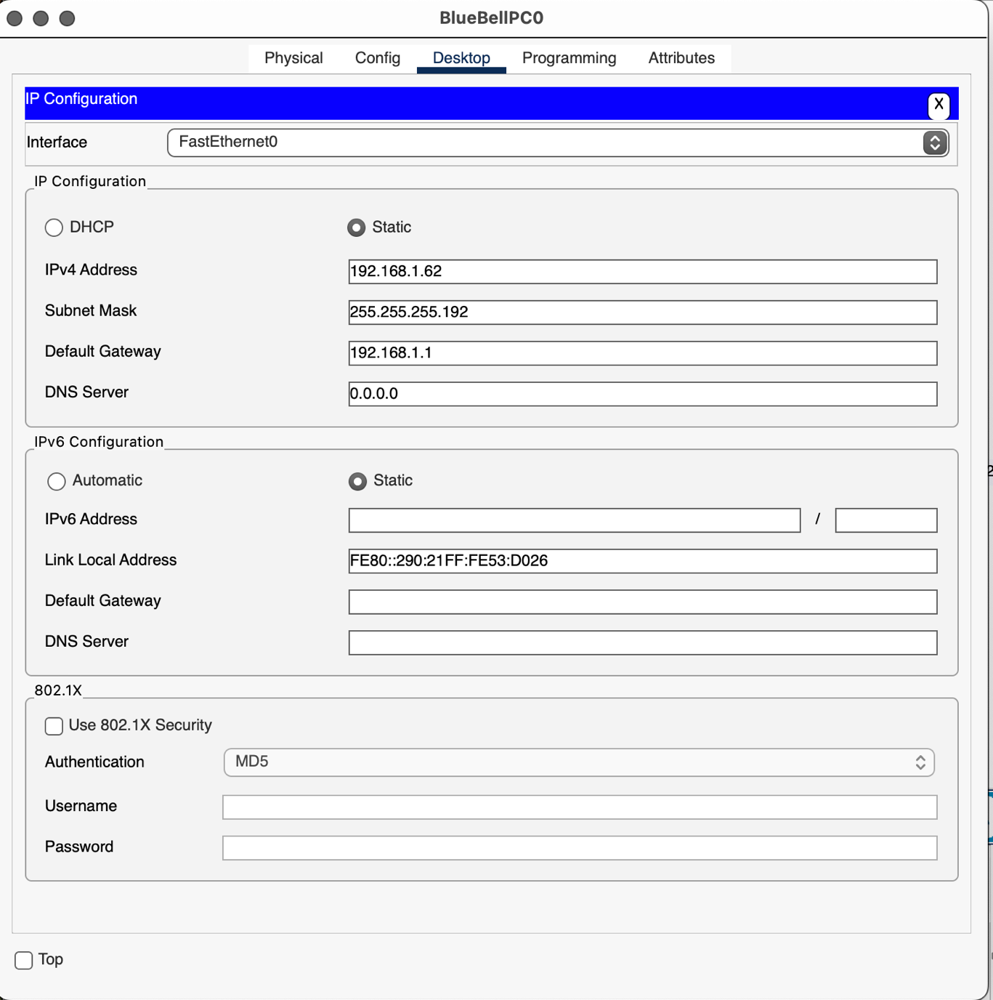 BlueBellPC0
Physical Config Desktop Programming Attributes
IP Configuration X
Interface FastEthernet0
IP Configuration
DHCP Static
IPv4 Address 192.168.1.62
Subnet Mask 255.255.255.192
Default Gateway 192.168.1.1
DNS Server 0.0.0.0
IPv6 Configuration
Automatic Static
IPv6 Address /
Link Local Address FE80::290:21FF:FE53:D026
Default Gateway
DNS Server
802.1X
Use 802.1X Security
Authentication MD5
Username
Password
Top